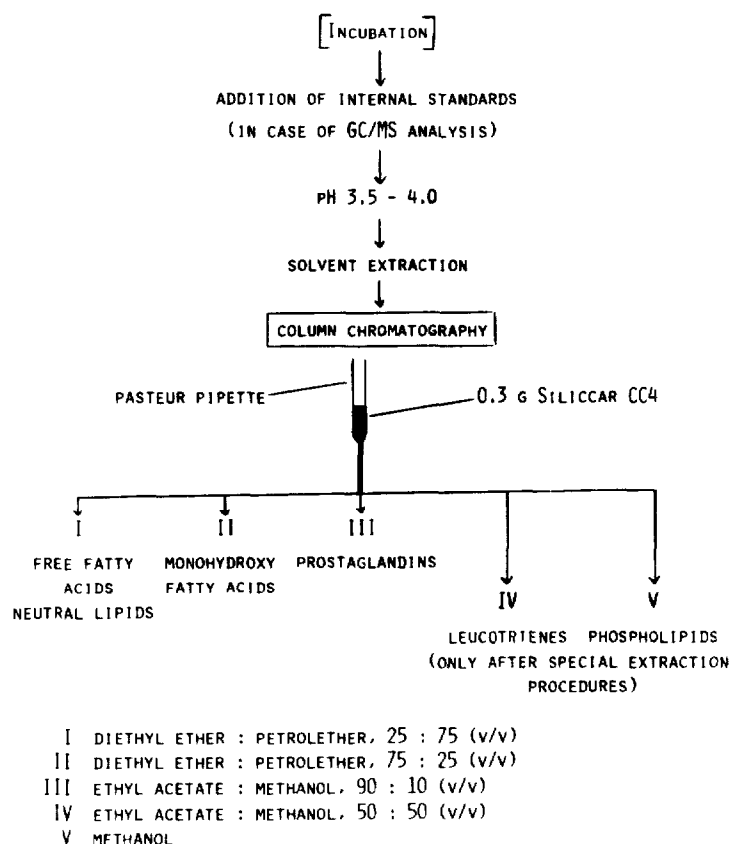 [INCUBATION]
ADDITION OF INTERNAL STANDARDS
(IN CASE OF GC/MS ANALYSIS)
PH 3.5 - 4.0
SOLVENT EXTRACTION
COLUMN CHROMATOGRAPHY
PASTEUR PIPETTE
0.3 G SILICCAR CC4
I II III
FREE FATTY MONOHYDROXY PROSTAGLANDINS
ACIDS FATTY ACIDS
NEUTRAL LIPIDS
IV V
LEUCOTRIENES PHOSPHOLIPIDS
(ONLY AFTER SPECIAL EXTRACTION
PROCEDURES)
I DIETHYL ETHER : PETROLETHER, 25 : 75 (V/V)
II DIETHYL ETHER : PETROLETHER, 75 : 25 (V/V)
III ETHYL ACETATE : METHANOL, 90 : 10 (V/V)
IV ETHYL ACETATE : METHANOL, 50 : 50 (V/V)
V METHANOL